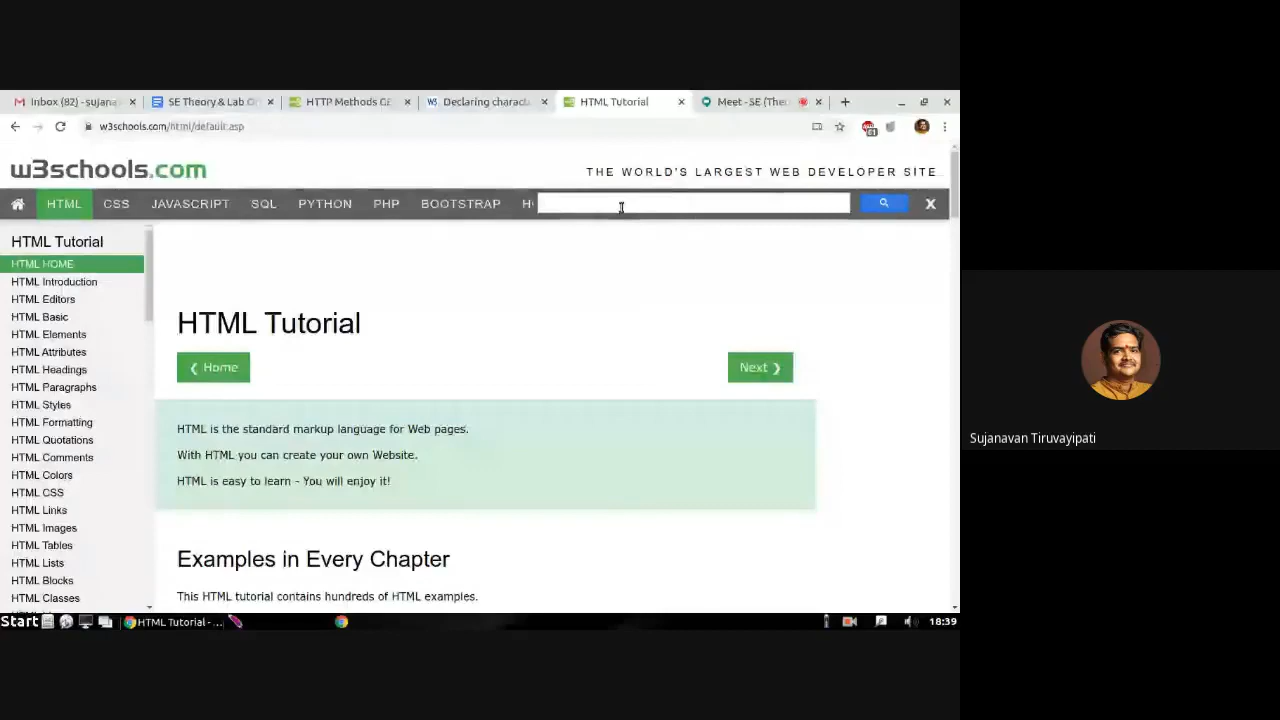 Inbox (82) - sujana
SE Theory & Lab Gr
HTTP Methods GE
Declaring charact
HTML Tutorial
Meet - SE (Theo
w3schools.com/html/default.asp
w3schools.com
THE WORLD'S LARGEST WEB DEVELOPER SITE
HTML CSS JAVASCRIPT SQL PYTHON PHP BOOTSTRAP H
X
HTML Tutorial
HTML HOME
HTML Introduction
HTML Editors
HTML Basic
HTML Elements
HTML Attributes
HTML Headings
HTML Paragraphs
HTML Styles
HTML Formatting
HTML Quotations
HTML Comments
HTML Colors
HTML CSS
HTML Links
HTML Images
HTML Tables
HTML Lists
HTML Blocks
HTML Classes
HTML Tutorial
❮ Home
Next ❯
HTML is the standard markup language for Web pages.
With HTML you can create your own Website.
HTML is easy to learn - You will enjoy it!
Examples in Every Chapter
This HTML tutorial contains hundreds of HTML examples.
Start
HTML Tutorial - ...
18:39
Sujanavan Tiruvayipati